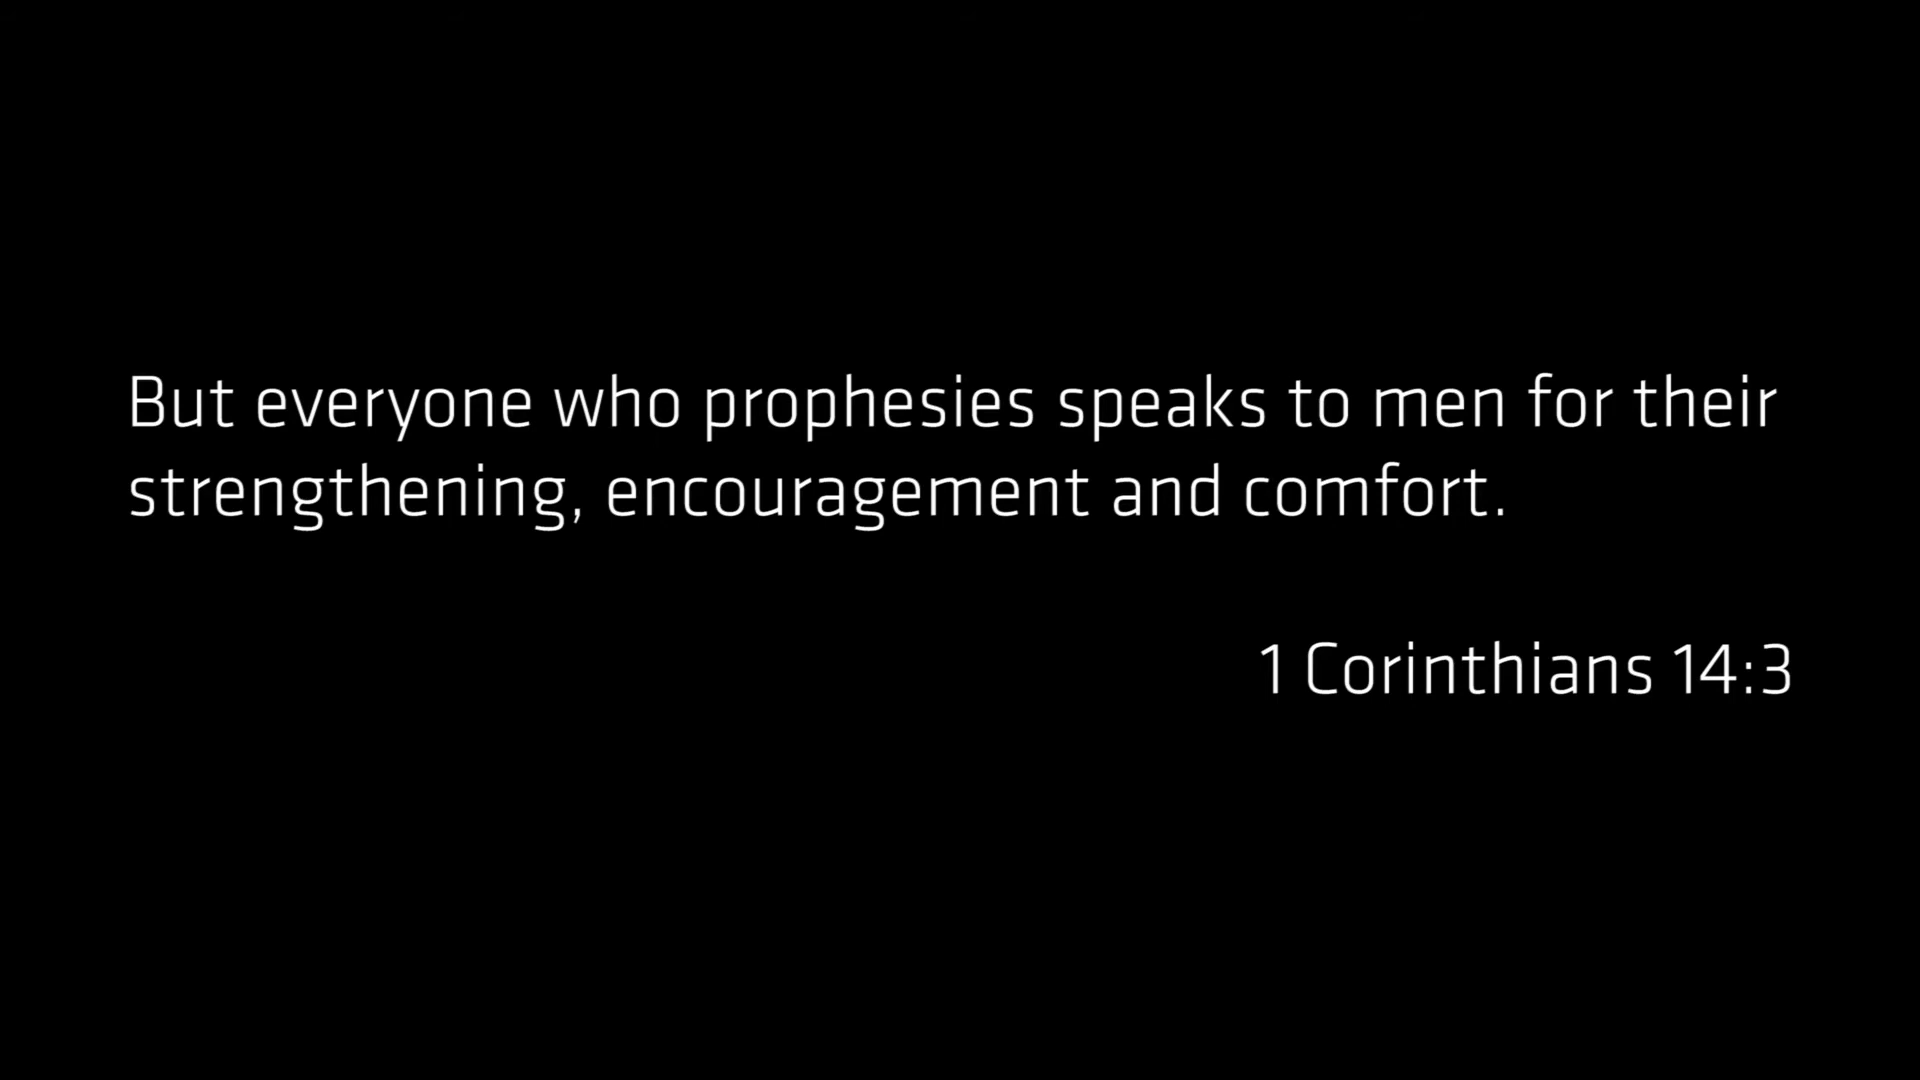 But everyone who prophesies speaks to men for their
strengthening, encouragement and comfort.
1 Corinthians 14:3